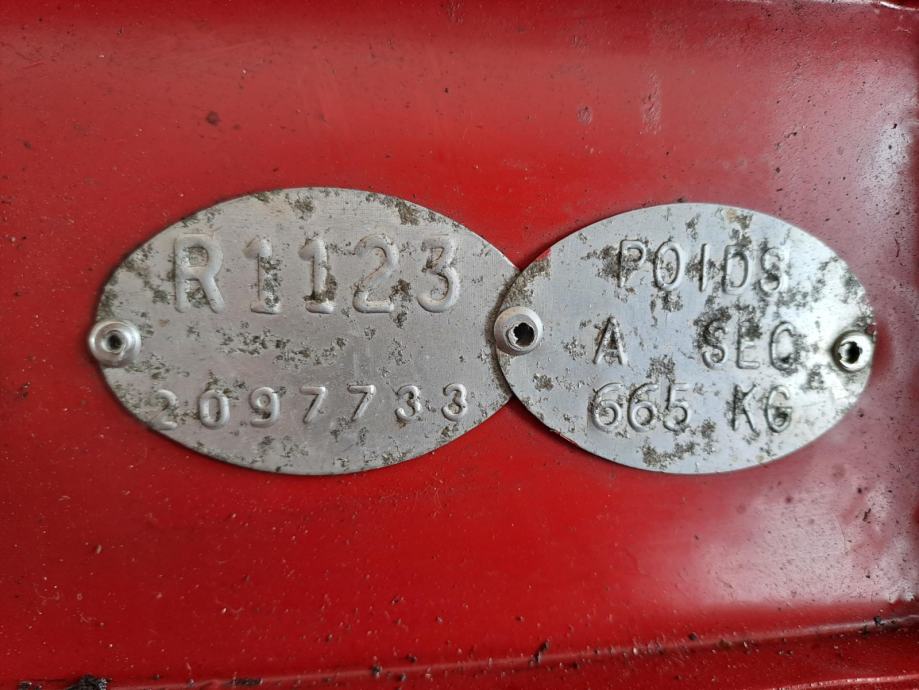 R1123
2097733
POIDS
A SEC
665 KG